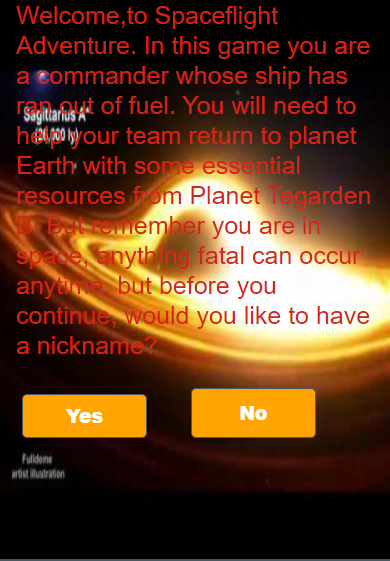 Welcome,to Spaceflight
Adventure. In this game you are
a commander whose ship has
ran out of fuel. You will need to
help your team return to planet
Earth with some essential
resources from Planet Tegarden
B. But remember you are in
space, anything fatal can occur
anytime, but before you
continue, would you like to have
a nickname?
Sagittarius A*
(26,000 ly)
Yes
No
Fulldome
artist illustration